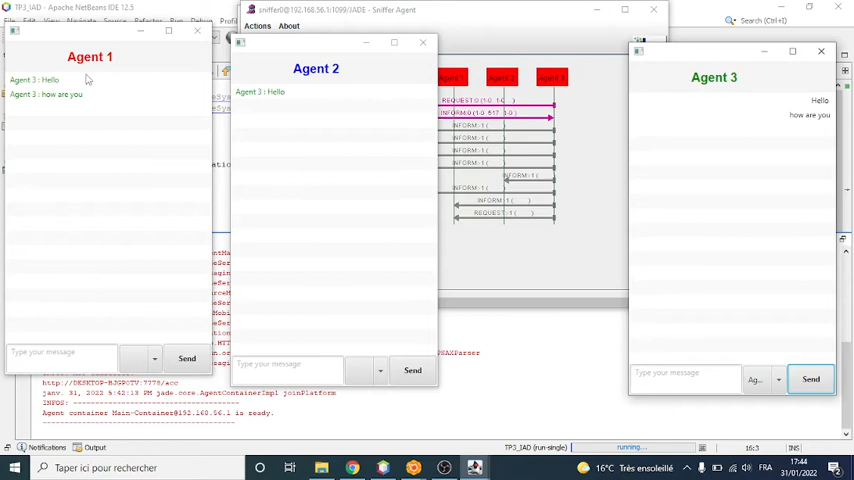 TP3_IAD - Apache NetBeans IDE 12.5
Search (Ctrl+I)
sniffer0@192.168.56.1:1099/JADE - Sniffer Agent
Actions About
Agent 1
Agent 3 : Hello
Agent 3 : how are you
Type your message
Send
Agent 2
Agent 3 : Hello
Type your message
Send
REQUEST:0 (
INFORM:0 (
INFORM:-1 (
INFORM:-1 (
INFORM:-1 (
INFORM:-1 (
INFORM:-1 (
INFORM:-1 (
INFORM:-1 ( )
REQUEST:-1 ( )
Agent 3
Hello
how are you
Type your message
Ag...
Send
http://DESKTOP-BJGPOTV:7778/acc
janv. 31, 2022 5:42:13 PM jade.core.AgentContainerImpl joinPlatform
INFOS: --------------------------------------
Agent container Main-Container@192.168.56.1 is ready.
--------------------------------------------
Notifications Output
TP3_IAD (run-single) running... 16:3 INS
Taper ici pour rechercher
16°C Très ensoleillé FRA
17:44
31/01/2022